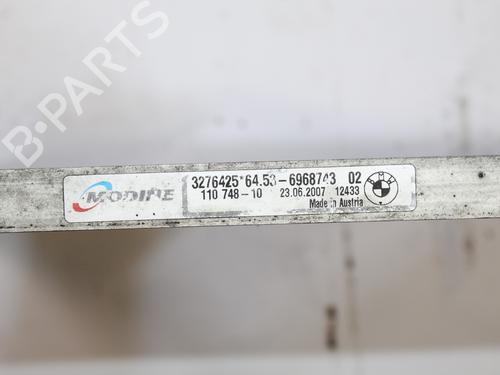 MODINE
3276425*64.53-6968743 02
110 748-10 23.06.2007 12433
Made in Austria
BMW
B-PARTS